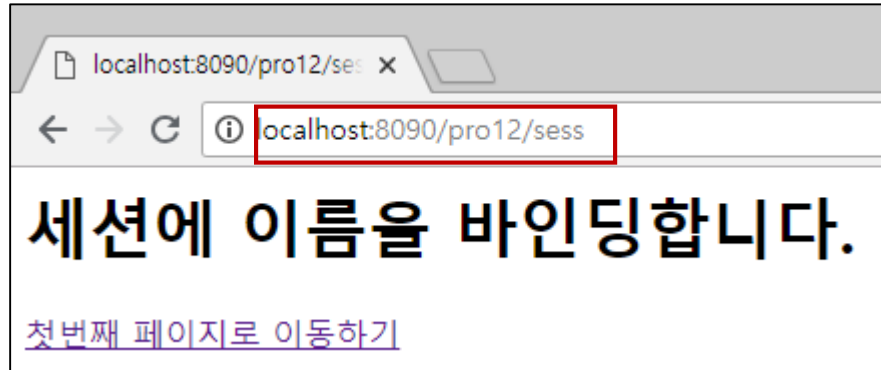 localhost:8090/pro12/ses
localhost:8090/pro12/sess
세션에 이름을 바인딩합니다.
첫번째 페이지로 이동하기